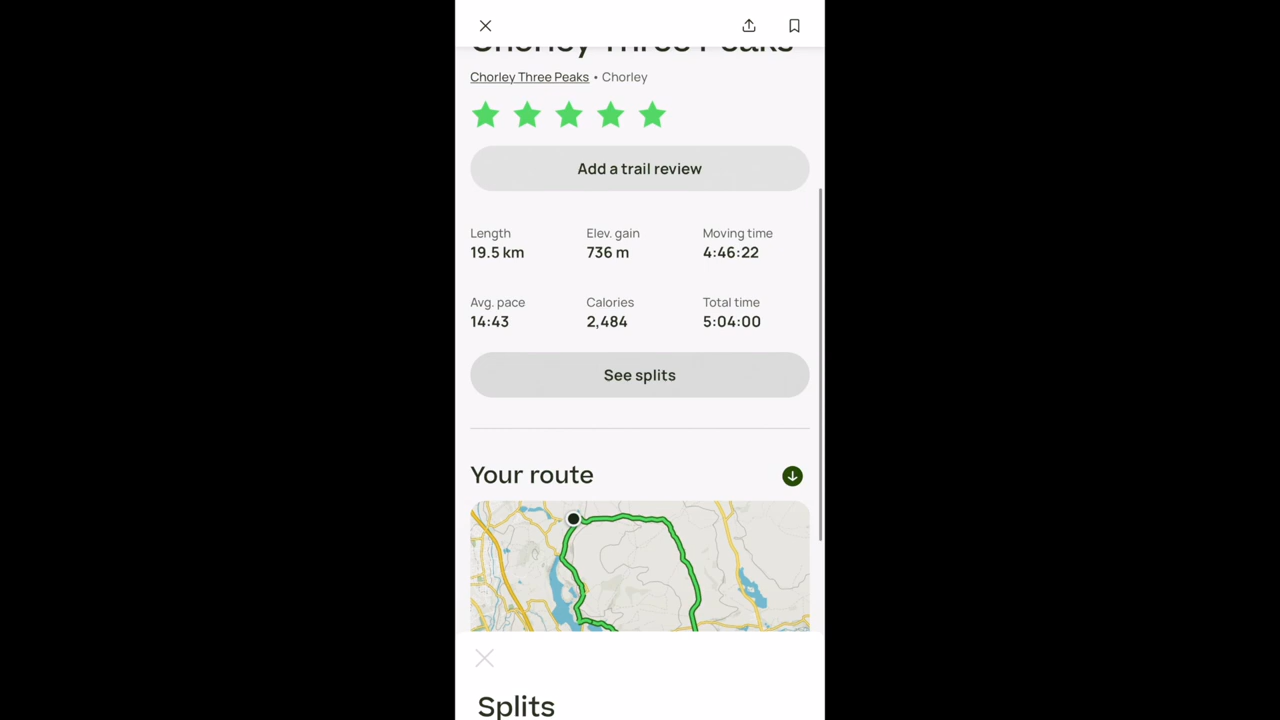 Chorley Three Peaks
Chorley Three Peaks • Chorley
Add a trail review
Length
Elev. gain
Moving time
19.5 km
736 m
4:46:22
Avg. pace
Calories
Total time
14:43
2,484
5:04:00
See splits
Your route
Splits